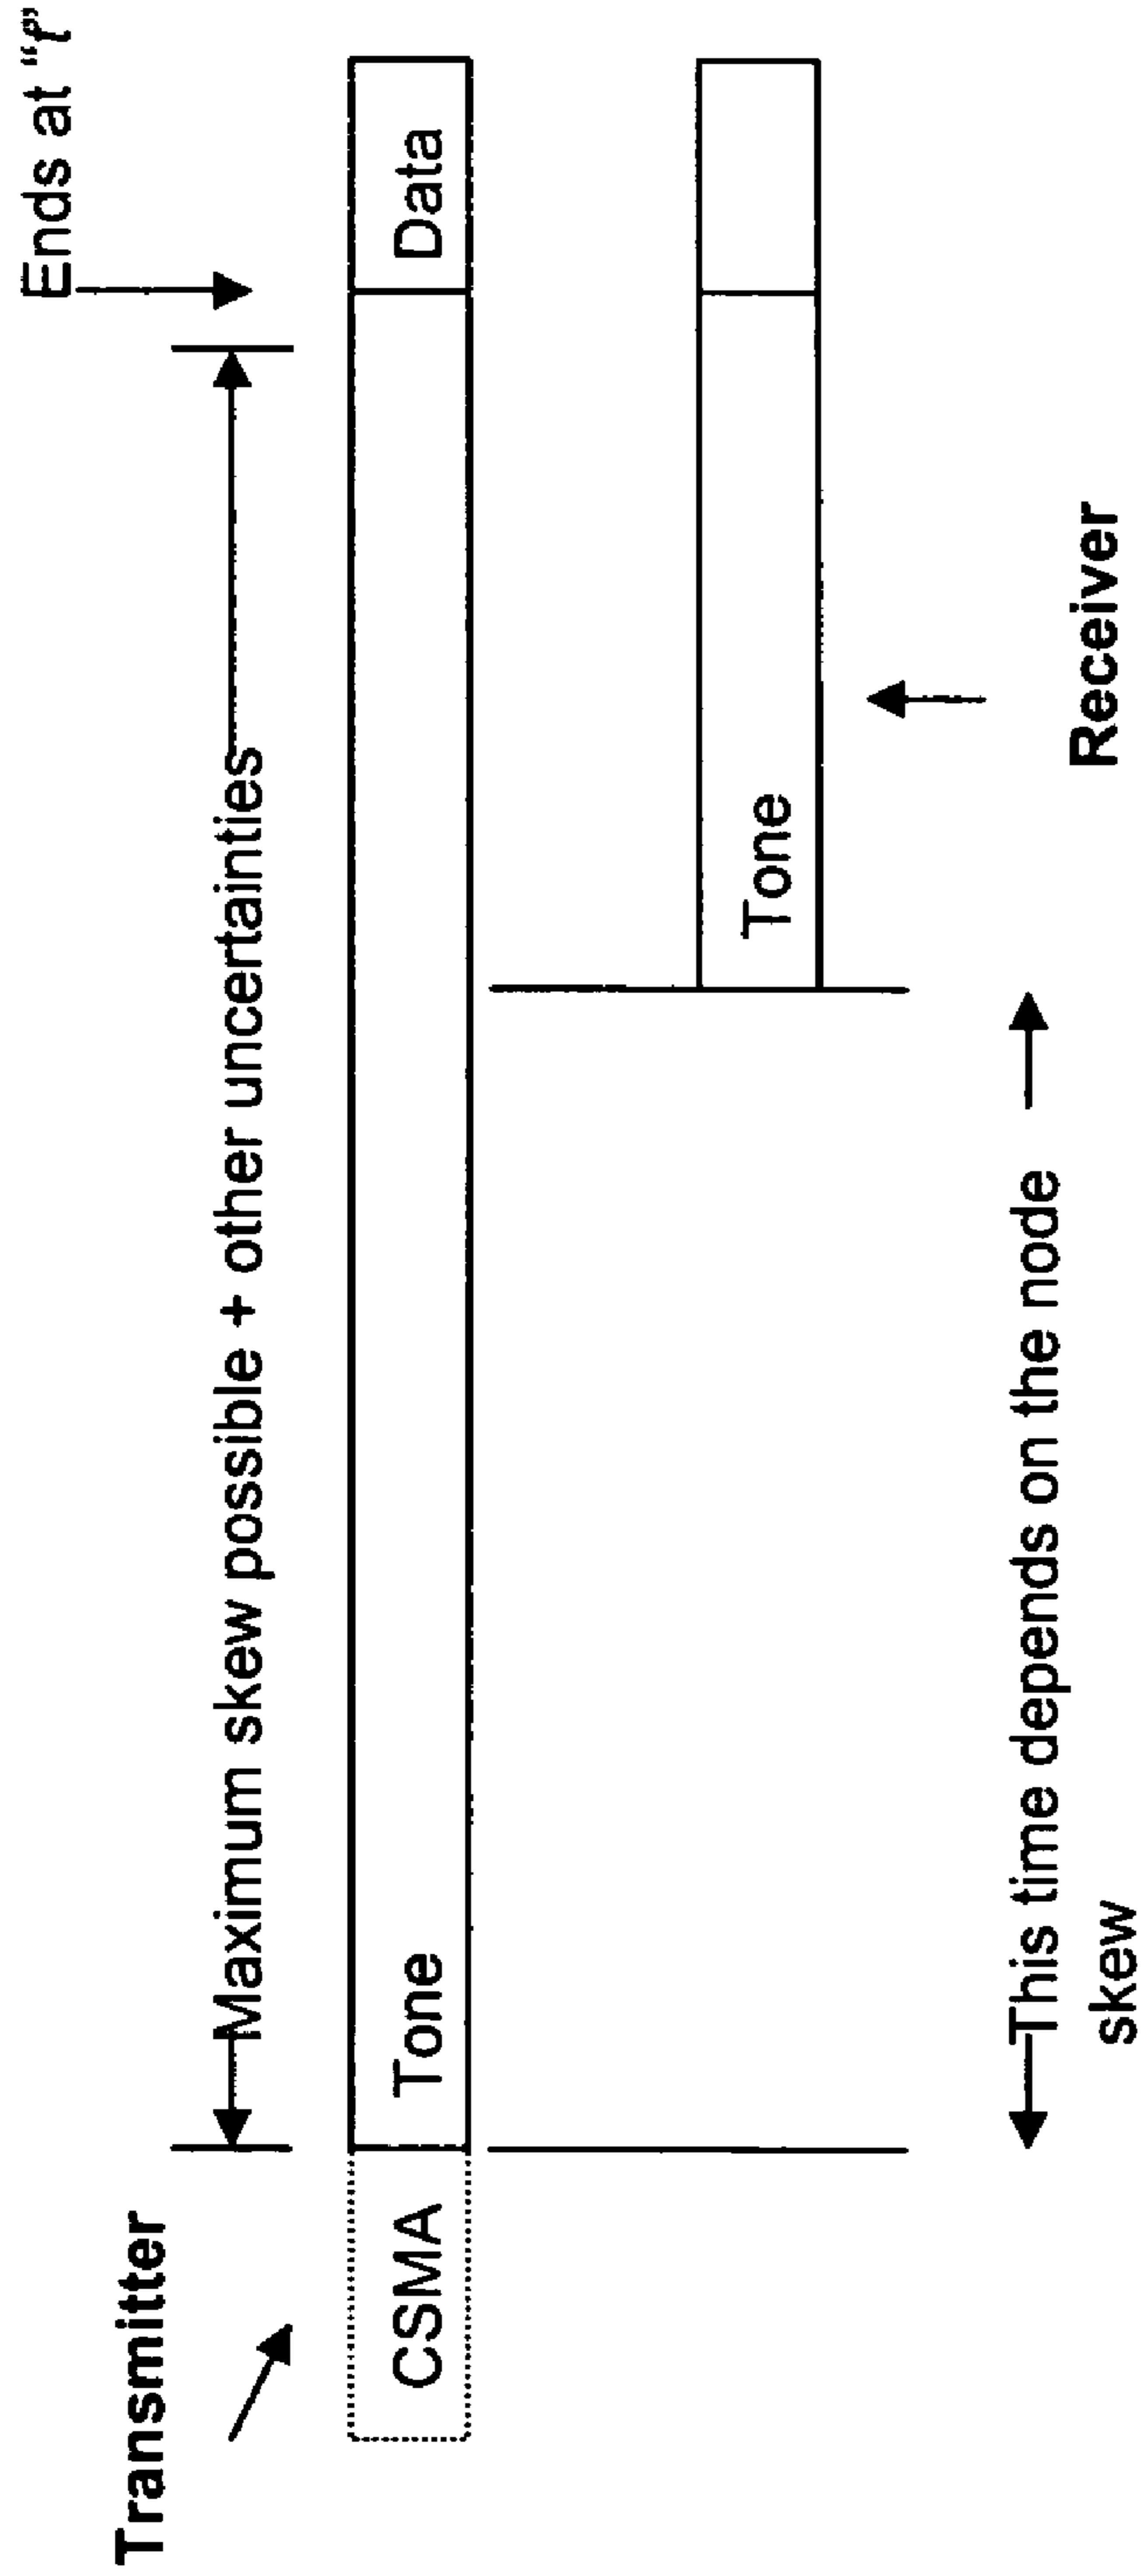 Transmitter
Ends at "t"
Maximum skew possible + other uncertainties
CSMA
Tone
Data
Tone
This time depends on the node
skew
Receiver